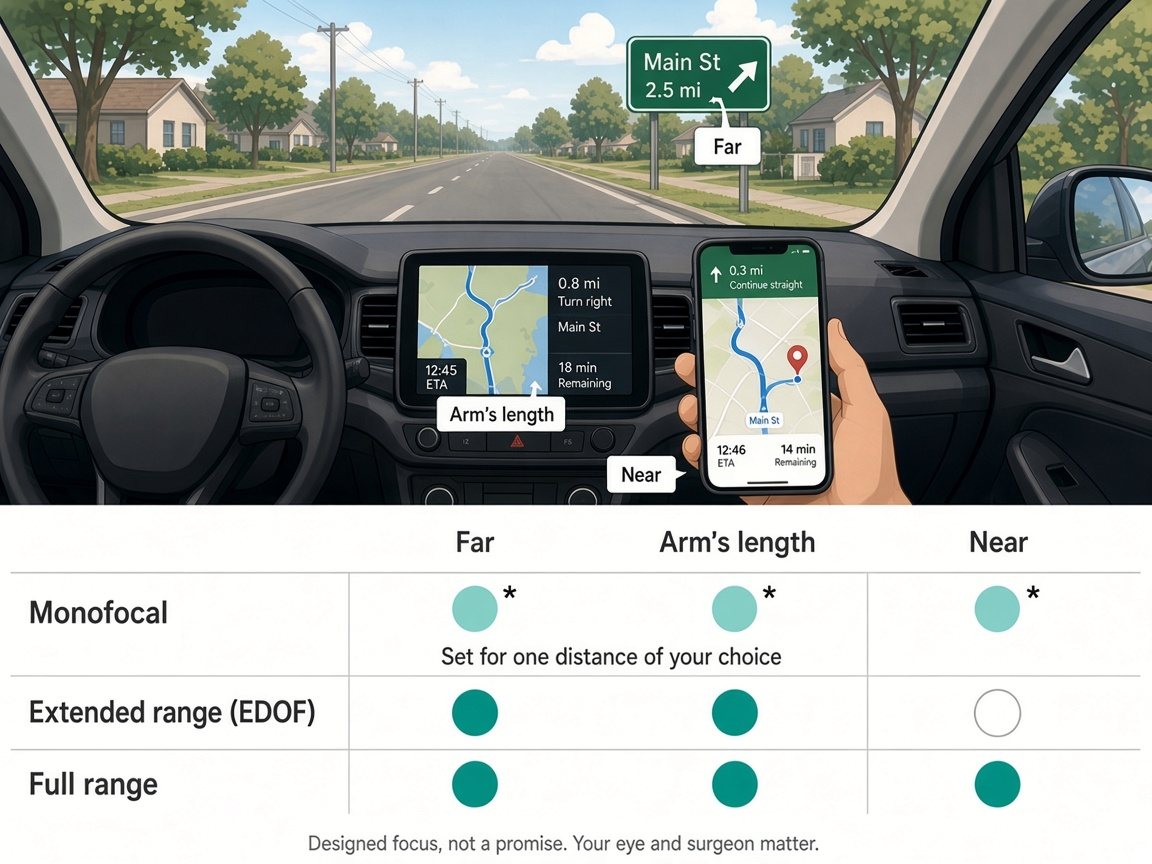 Main St
2.5 mi
Far
0.8 mi
Turn right
Main St
18 min
Remaining
12:45
ETA
Arm's length
0.3 mi
Continue straight
Main St
12:46
ETA
14 min
Remaining
Near
Far Arm's length Near
Monofocal * * *
Set for one distance of your choice
Extended range (EDOF)
Full range
Designed focus, not a promise. Your eye and surgeon matter.